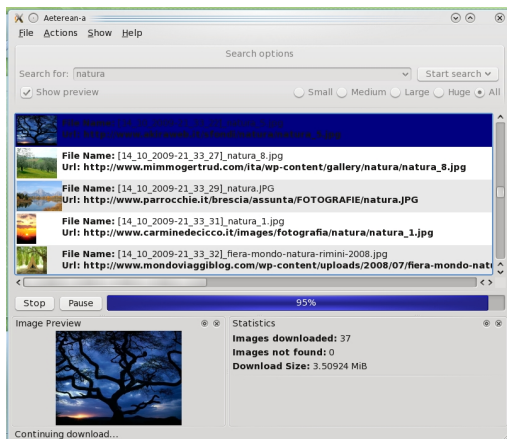 Aeterean-a
File Actions Show Help
Search options
Search for: natura Start search
Show preview Small Medium Large Huge All
File Name: [14_10_2009-21_33_27]_natura_8.jpg
Url: http://www.mimmogertrud.com/ita/wp-content/gallery/natura/natura_8.jpg
File Name: [14_10_2009-21_33_29]_natura.JPG
Url: http://www.parrocchie.it/brescia/assunta/FOTOGRAFIE/natura.JPG
File Name: [14_10_2009-21_33_31]_natura_1.jpg
Url: http://www.carminedecicco.it/images/fotografia/natura/natura_1.jpg
File Name: [14_10_2009-21_33_32]_fiera-mondo-natura-rimini-2008.jpg
Url: http://www.mondoviaggiblog.com/wp-content/uploads/2008/07/fiera-mondo-natu
Stop Pause 95%
Image Preview Statistics
Images downloaded: 37
Images not found: 0
Download Size: 3.50924 MiB
Continuing download...